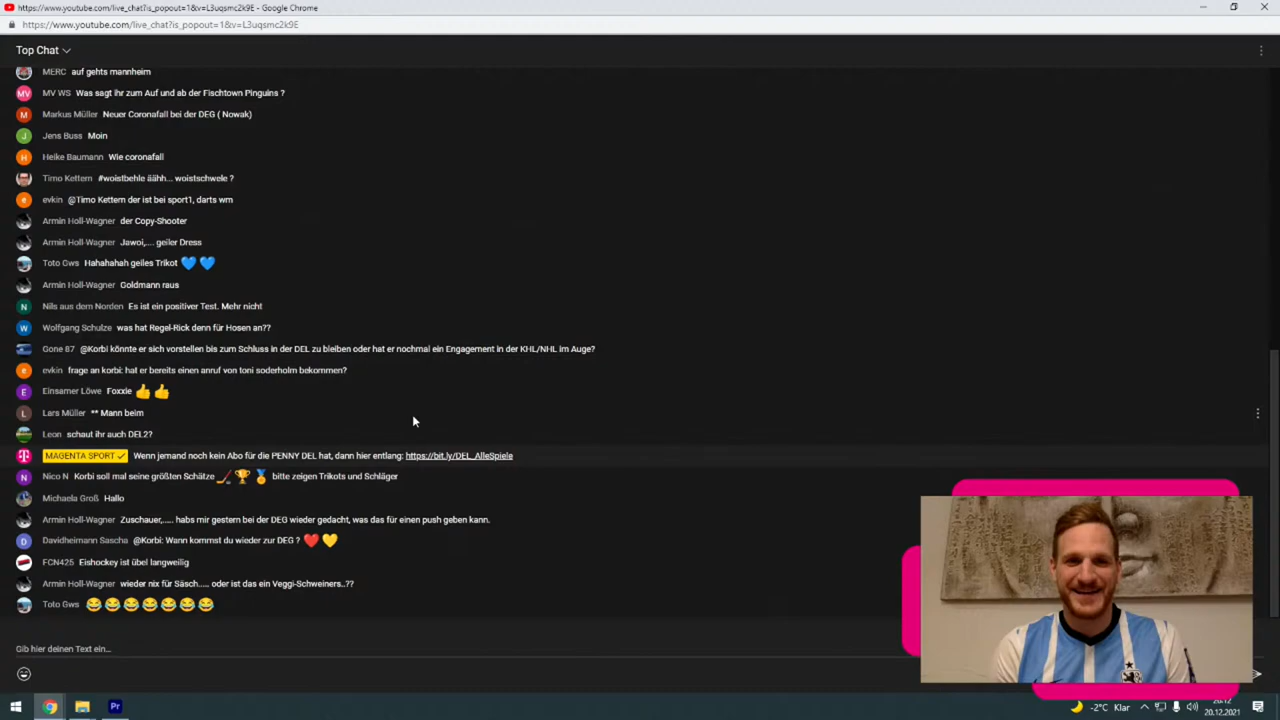 https://www.youtube.com/live_chat?is_popout=1&v=L3uqsmc2k9E - Google Chrome
https://www.youtube.com/live_chat?is_popout=1&v=L3uqsmc2k9E
Top Chat
MERC auf gehts mannheim
MV MV WS Was sagt ihr zum Auf und ab der Fischtown Pinguins ?
M Markus Müller Neuer Coronafall bei der DEG ( Nowak)
J Jens Buss Moin
H Heike Baumann Wie coronafall
Timo Kettern #woistbehle äähh... woistschwele ?
e evkin @Timo Kettern der ist bei sport1, darts wm
Armin Holl-Wagner der Copy-Shooter
Armin Holl-Wagner Jawoi,.... geiler Dress
Toto Gws Hahahahah geiles Trikot 💙 💙
Armin Holl-Wagner Goldmann raus
N Nils aus dem Norden Es ist ein positiver Test. Mehr nicht
W Wolfgang Schulze was hat Regel-Rick denn für Hosen an??
Gone 87 @Korbi könnte er sich vorstellen bis zum Schluss in der DEL zu bleiben oder hat er nochmal ein Engagement in der KHL/NHL im Auge?
e evkin frage an korbi: hat er bereits einen anruf von toni soderholm bekommen?
E Einsamer Löwe Foxxie 👍 👍
L Lars Müller ** Mann beim
Leon schaut ihr auch DEL2?
T MAGENTA SPORT ✓ Wenn jemand noch kein Abo für die PENNY DEL hat, dann hier entlang: https://bit.ly/DEL_AlleSpiele
N Nico N Korbi soll mal seine größten Schätze 🏒 🏆 🏅 bitte zeigen Trikots und Schläger
Michaela Groß Hallo
Armin Holl-Wagner Zuschauer,..... habs mir gestern bei der DEG wieder gedacht, was das für einen push geben kann.
D Davidheimann Sascha @Korbi: Wann kommst du wieder zur DEG ? ❤️ 💛
FCN425 Eishockey ist übel langweilig
Armin Holl-Wagner wieder nix für Säsch..... oder ist das ein Veggi-Schweiners..??
Toto Gws 😂 😂 😂 😂 😂 😂 😂
Gib hier deinen Text ein...
Pr
-2°C Klar
20:12
20.12.2021